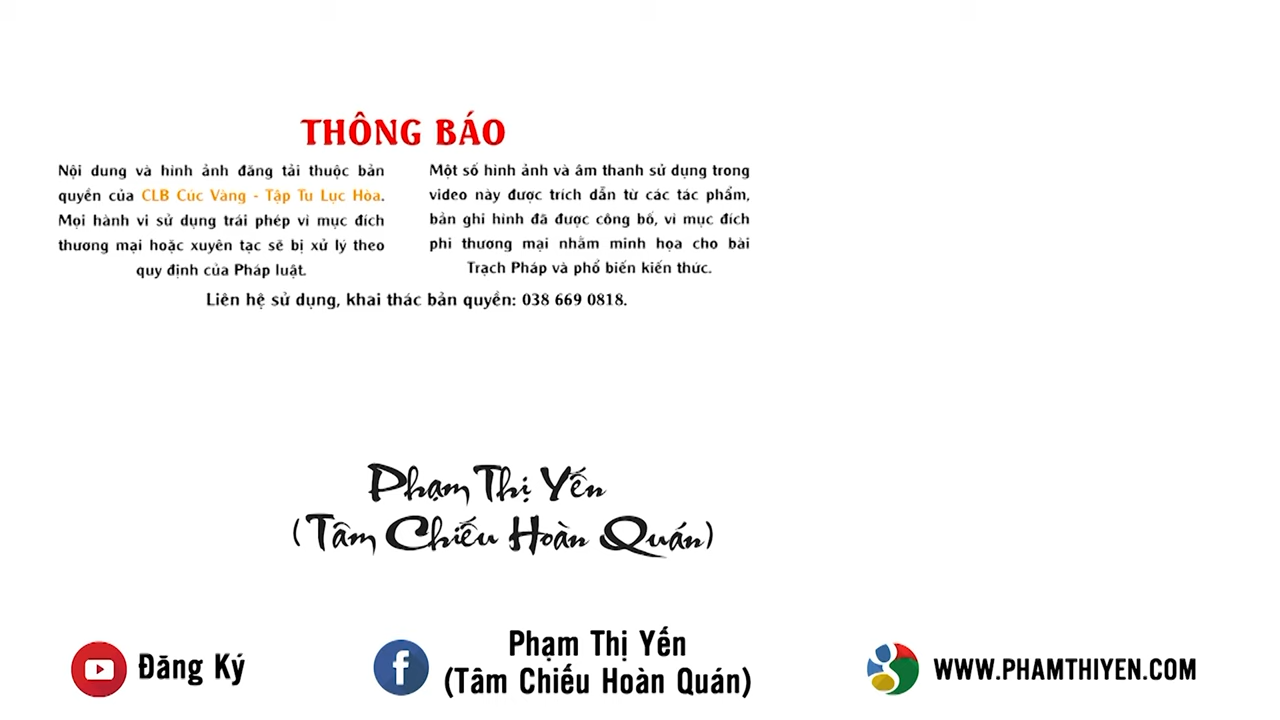 THÔNG BÁO
Nội dung và hình ảnh đăng tải thuộc bản
quyền của CLB Cúc Vàng - Tập Tu Lục Hòa.
Mọi hành vi sử dụng trái phép vì mục đích
thương mại hoặc xuyên tạc sẽ bị xử lý theo
quy định của Pháp luật.
Một số hình ảnh và âm thanh sử dụng trong
video này được trích dẫn từ các tác phẩm,
bản ghi hình đã được công bố, vì mục đích
phi thương mại nhằm minh họa cho bài
Trạch Pháp và phổ biến kiến thức.
Liên hệ sử dụng, khai thác bản quyền: 038 669 0818.
Phạm Thị Yến
(Tâm Chiếu Hoàn Quán)
Đăng Ký
Phạm Thị Yến
(Tâm Chiếu Hoàn Quán)
WWW.PHAMTHIYEN.COM